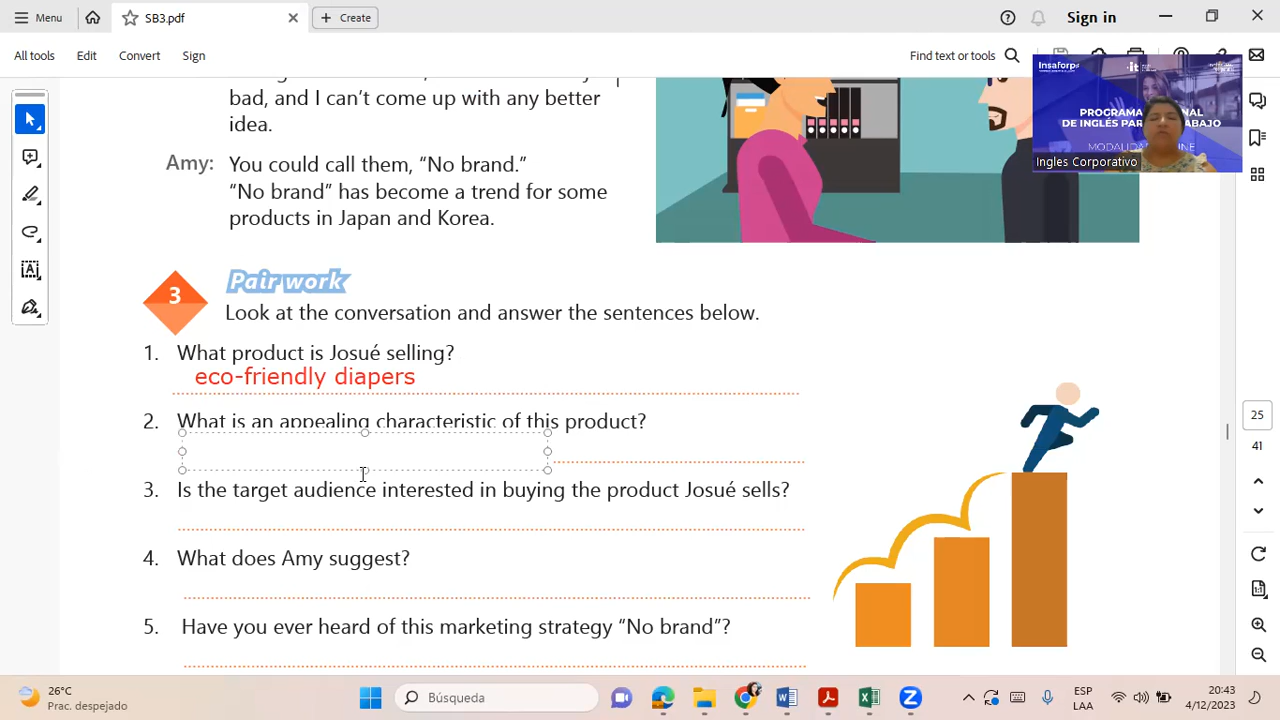 Menu
SB3.pdf
Create
Sign in
All tools
Edit
Convert
Sign
Find text or tools
bad, and I can't come up with any better
idea.
Amy: You could call them, "No brand."
"No brand" has become a trend for some
products in Japan and Korea.
Insaforp
PROGRAMA
DE INGLÉS PARA
TRABAJO
MODALIDAD
Ingles Corporativo
3
Pair work
Look at the conversation and answer the sentences below.
1. What product is Josué selling?
eco-friendly diapers
2. What is an appealing characteristic of this product?
3. Is the target audience interested in buying the product Josué sells?
4. What does Amy suggest?
5. Have you ever heard of this marketing strategy "No brand"?
25
41
26°C
Prac. despejado
Búsqueda
ESP
LAA
20:43
4/12/2023